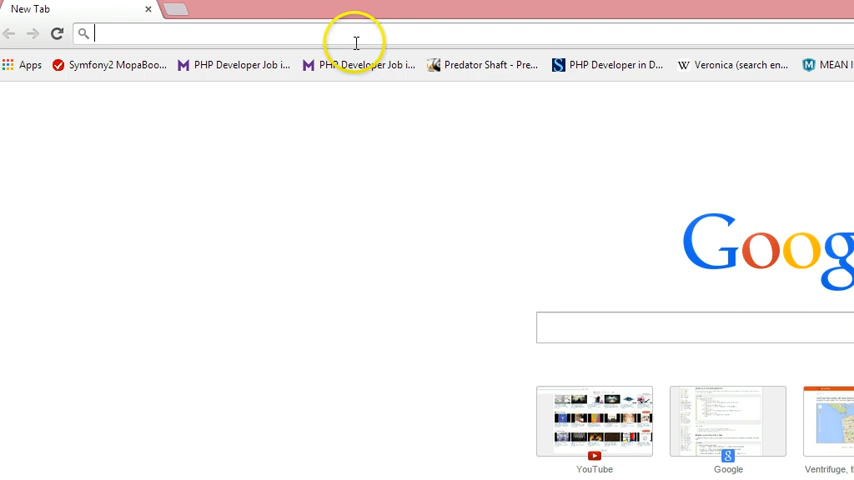 New Tab
Apps Symfony2 MopaBoo... PHP Developer Job i... PHP Developer Job i... Predator Shaft - Pre... S PHP Developer in D... W Veronica (search en... M MEAN I
Goog
YouTube Google Ventrifuge, t